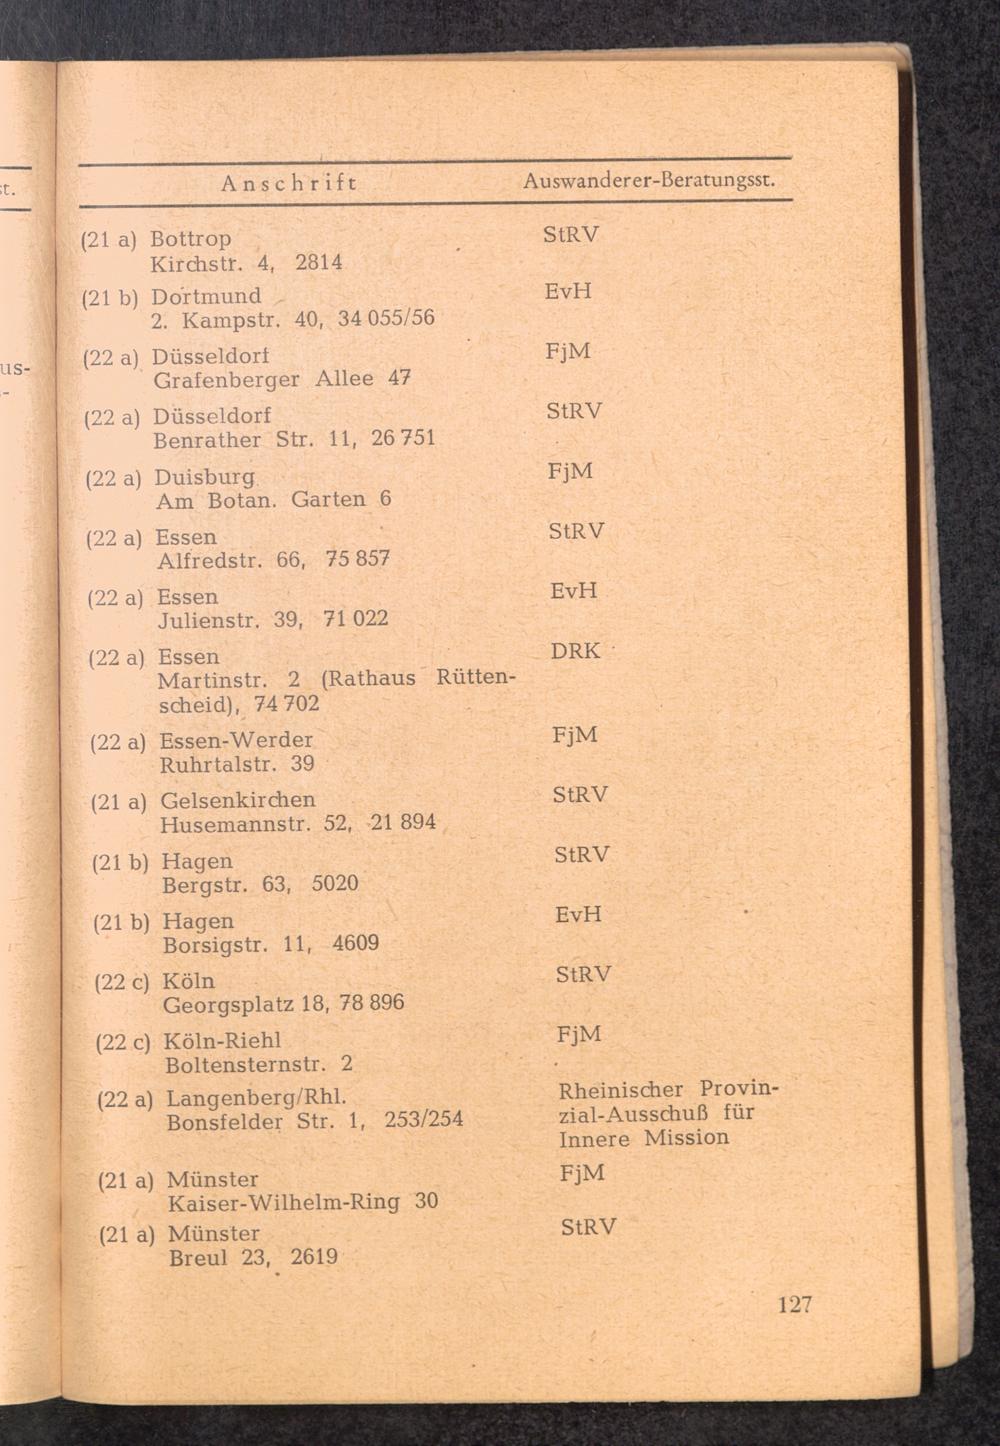 st.
us-
-
Anschrift Auswanderer-Beratungsst.
(21 a) Bottrop StRV
Kirchstr. 4, 2814
(21 b) Dortmund EvH
2. Kampstr. 40, 34 055/56
(22 a) Düsseldorf FjM
Grafenberger Allee 47
(22 a) Düsseldorf StRV
Benrather Str. 11, 26 751
(22 a) Duisburg FjM
Am Botan. Garten 6
(22 a) Essen StRV
Alfredstr. 66, 75 857
(22 a) Essen EvH
Julienstr. 39, 71 022
(22 a) Essen DRK
Martinstr. 2 (Rathaus Rütten-
scheid), 74 702
(22 a) Essen-Werder FjM
Ruhrtalstr. 39
(21 a) Gelsenkirchen StRV
Husemannstr. 52, 21 894
(21 b) Hagen StRV
Bergstr. 63, 5020
(21 b) Hagen EvH
Borsigstr. 11, 4609
(22 c) Köln StRV
Georgsplatz 18, 78 896
(22 c) Köln-Riehl FjM
Boltensternstr. 2
(22 a) Langenberg/Rhl. Rheinischer Provin-
Bonsfelder Str. 1, 253/254 zial-Ausschuß für
Innere Mission
(21 a) Münster FjM
Kaiser-Wilhelm-Ring 30
(21 a) Münster StRV
Breul 23, 2619
127